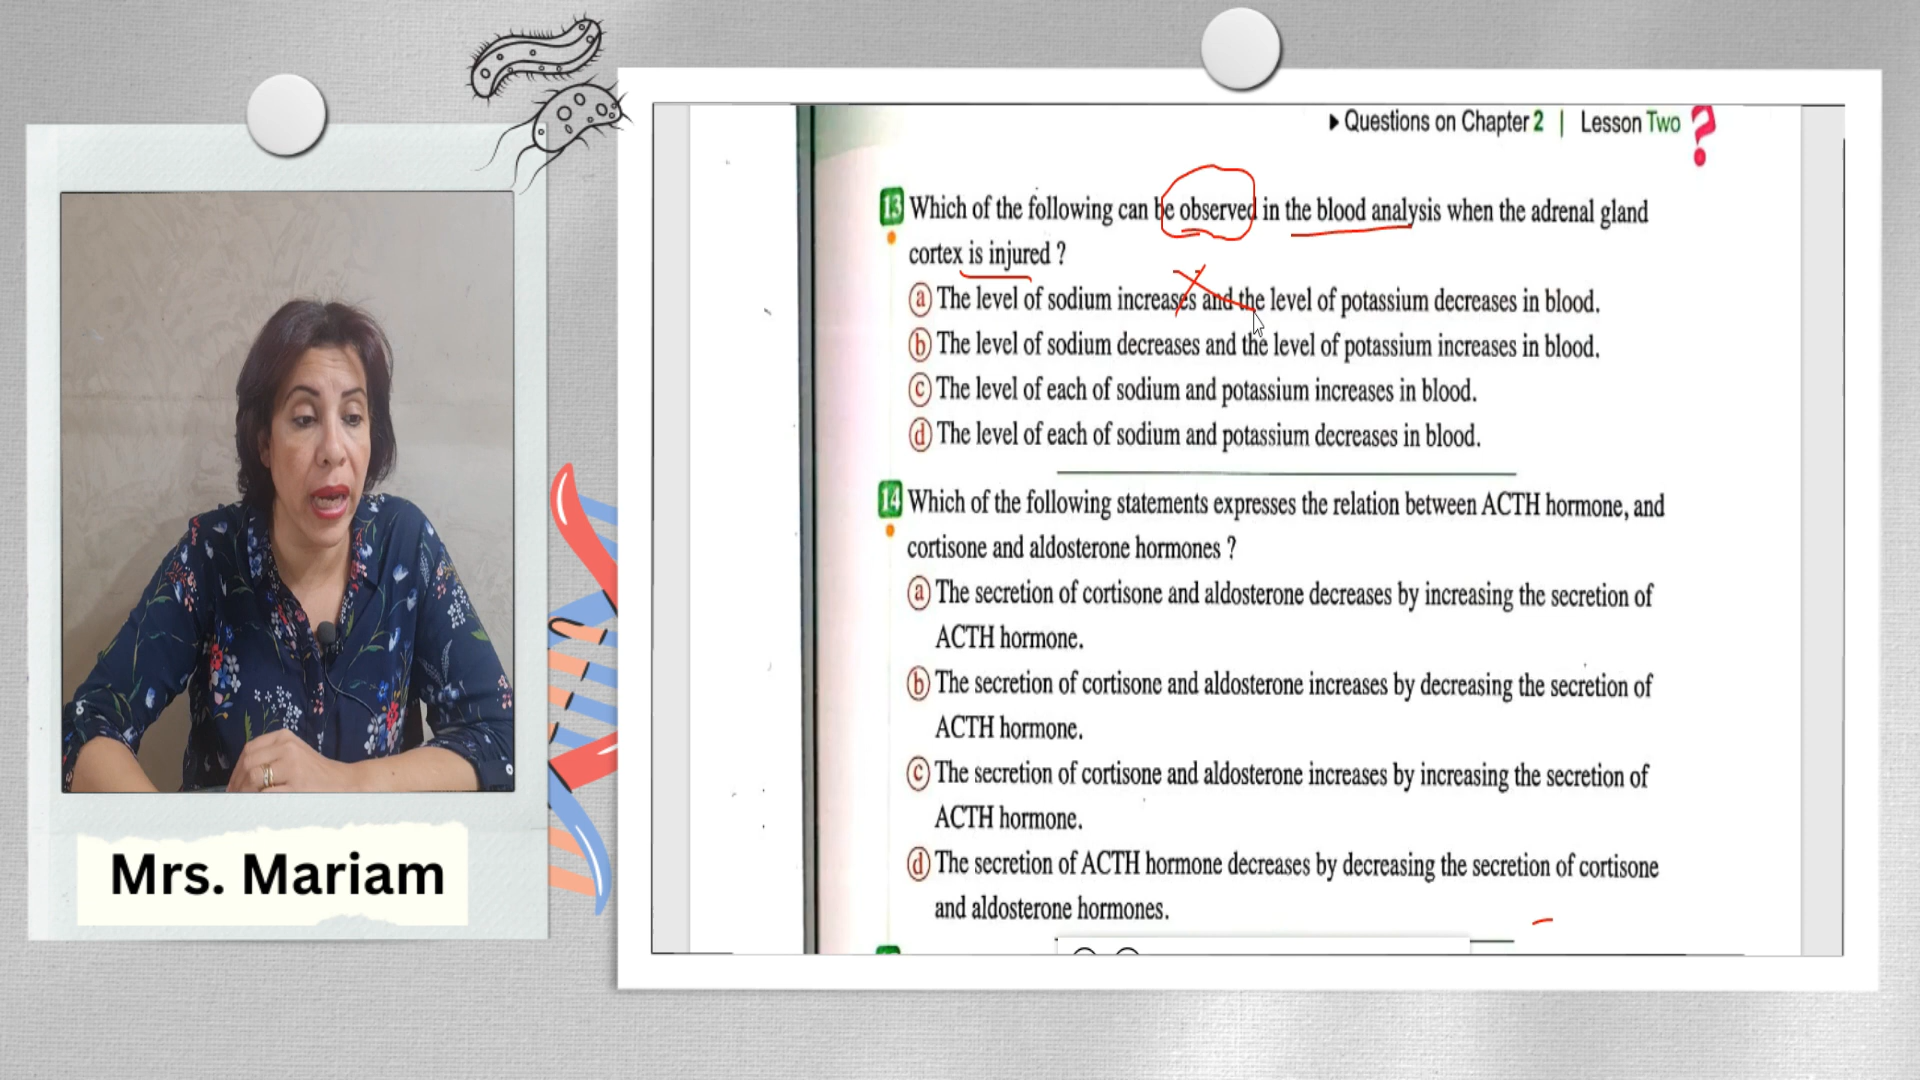 ▶ Questions on Chapter 2 | Lesson Two ?
13 Which of the following can be observed in the blood analysis when the adrenal gland
cortex is injured ?
ⓐ The level of sodium increases and the level of potassium decreases in blood.
ⓑ The level of sodium decreases and the level of potassium increases in blood.
ⓒ The level of each of sodium and potassium increases in blood.
ⓓ The level of each of sodium and potassium decreases in blood.
14 Which of the following statements expresses the relation between ACTH hormone, and
cortisone and aldosterone hormones ?
ⓐ The secretion of cortisone and aldosterone decreases by increasing the secretion of
ACTH hormone.
ⓑ The secretion of cortisone and aldosterone increases by decreasing the secretion of
ACTH hormone.
ⓒ The secretion of cortisone and aldosterone increases by increasing the secretion of
ACTH hormone.
ⓓ The secretion of ACTH hormone decreases by decreasing the secretion of cortisone
and aldosterone hormones.
Mrs. Mariam